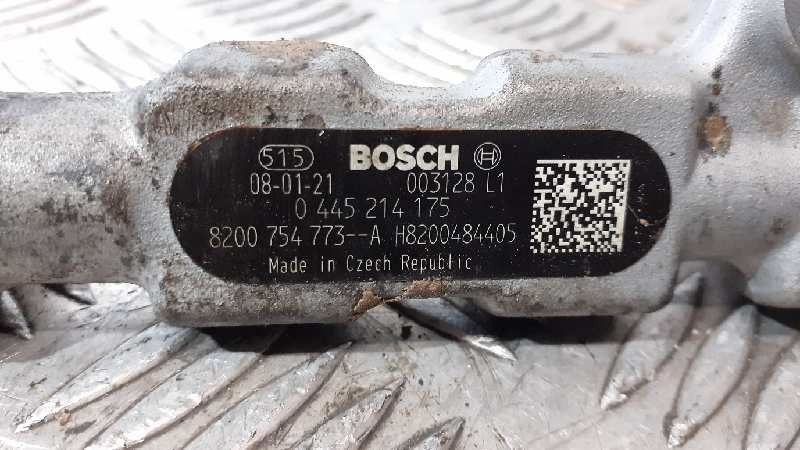 515 BOSCH
08-01-21 003128 L1
0 445 214 175
8200 754 773--A H8200484405
Made in Czech Republic